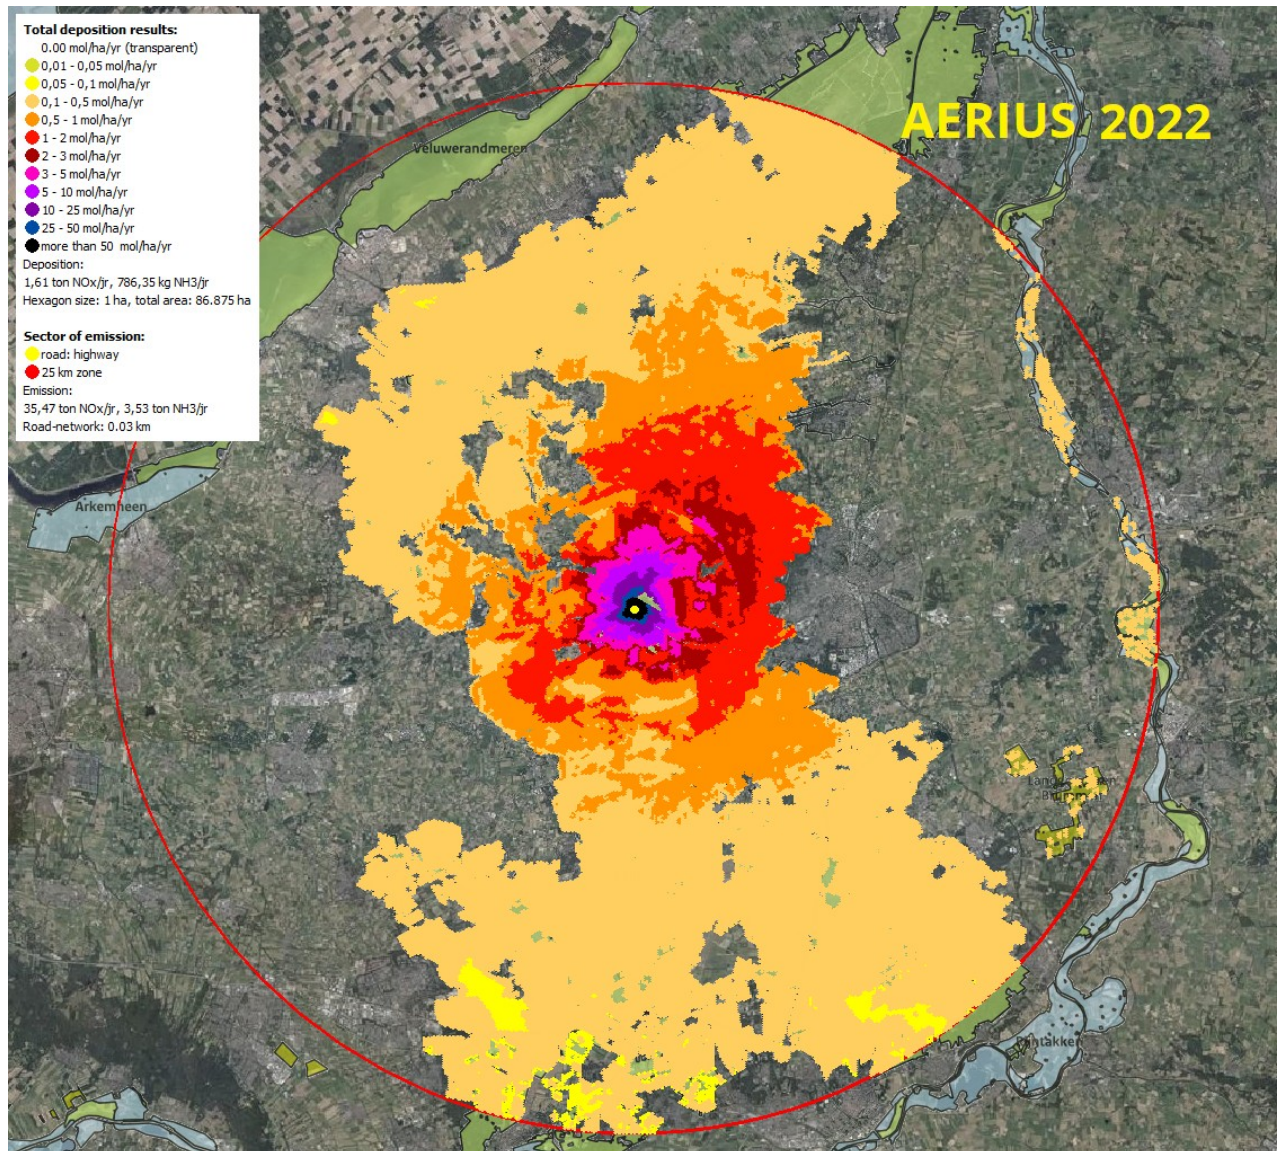 Total deposition results:
0.00 mol/ha/yr (transparent)
0,01 - 0,05 mol/ha/yr
0,05 - 0,1 mol/ha/yr
0,1 - 0,5 mol/ha/yr
0,5 - 1 mol/ha/yr
1 - 2 mol/ha/yr
2 - 3 mol/ha/yr
3 - 5 mol/ha/yr
5 - 10 mol/ha/yr
10 - 25 mol/ha/yr
25 - 50 mol/ha/yr
more than 50 mol/ha/yr
Deposition:
1,61 ton NOx/jr, 786,35 kg NH3/jr
Hexagon size: 1 ha, total area: 86.875 ha
Sector of emission:
road: highway
25 km zone
Emission:
35,47 ton NOx/jr, 3,53 ton NH3/jr
Road-network: 0.03 km
AERIUS 2022
Veluwerandmeren
Arkemheen